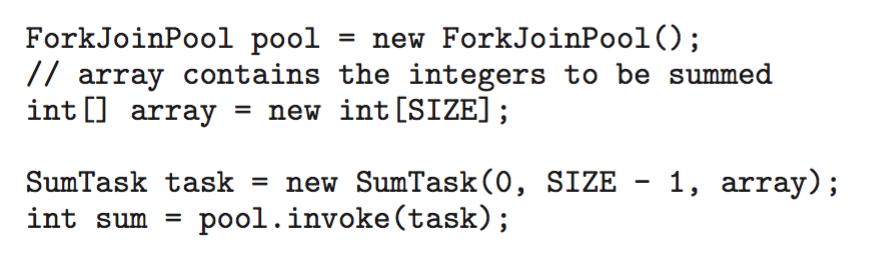 ForkJoinPool pool = new ForkJoinPool();
// array contains the integers to be summed
int[] array = new int[SIZE];
SumTask task = new SumTask(0, SIZE - 1, array);
int sum = pool.invoke(task);